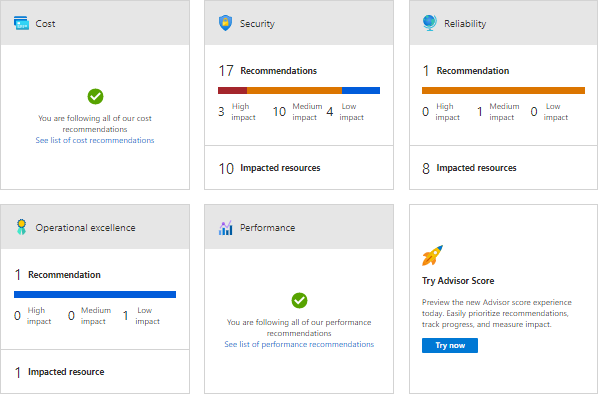 Cost
You are following all of our cost
recommendations
See list of cost recommendations
Security
17 Recommendations
3 High impact 10 Medium impact 4 Low impact
10 Impacted resources
Reliability
1 Recommendation
0 High impact 1 Medium impact 0 Low impact
8 Impacted resources
Operational excellence
1 Recommendation
0 High impact 0 Medium impact 1 Low impact
1 Impacted resource
Performance
You are following all of our performance
recommendations
See list of performance recommendations
Try Advisor Score
Preview the new Advisor score experience
today. Easily prioritize recommendations,
track progress, and measure impact.
Try now